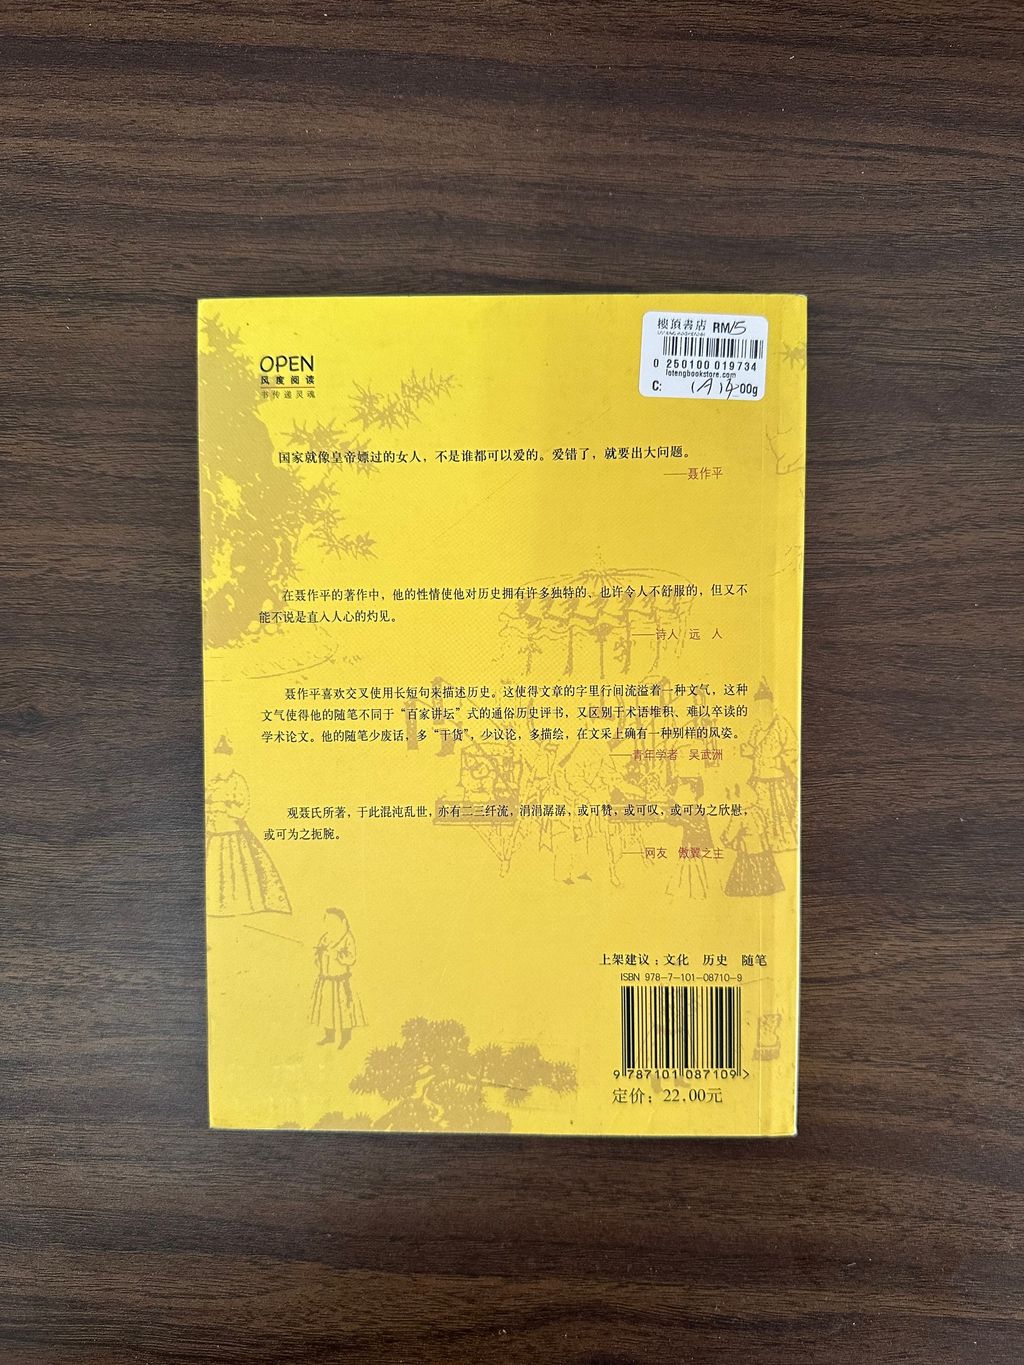 樓頂書店 RM15
0 250100 019734
lotengbookstore.com
C: 00g
OPEN
风度阅读
书传递灵魂
国家就像皇帝嫖过的女人，不是谁都可以爱的。爱错了，就要出大问题。
——聂作平
在聂作平的著作中，他的性情使他对历史拥有许多独特的、也许令人不舒服的，但又不
能不说是直入人心的灼见。
——诗人 远 人
聂作平喜欢交叉使用长短句来描述历史。这使得文章的字里行间流溢着一种文气，这种
文气使得他的随笔不同于“百家讲坛”式的通俗历史评书，又区别于术语堆积、难以卒读的
学术论文。他的随笔少废话，多“干货”，少议论，多描绘，在文采上确有一种别样的风姿。
——青年学者 吴武洲
观聂氏所著，于此混沌乱世，亦有二三纤流，涓涓潺潺，或可赞，或可叹，或可为之欣慰，
或可为之扼腕。
——网友 傲翼之主
上架建议：文化 历史 随笔
ISBN 978-7-101-08710-9
9 787101 087109 >
定价：22.00元